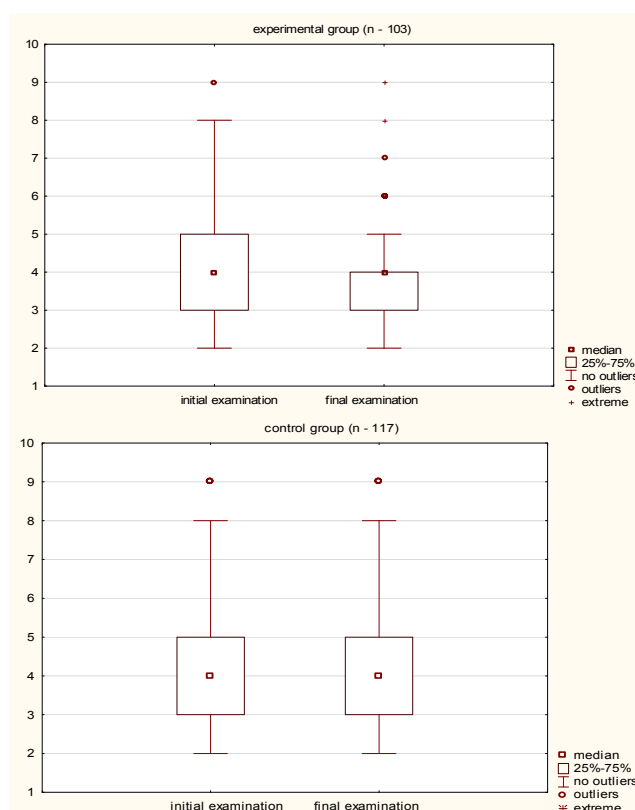 experimental group (n - 103)
10
9
8
7
6
5
4
3
2
1
initial examination final examination
median
25%-75%
no outliers
outliers
extreme
control group (n - 117)
10
9
8
7
6
5
4
3
2
1
initial examination final examination
median
25%-75%
no outliers
outliers
extreme